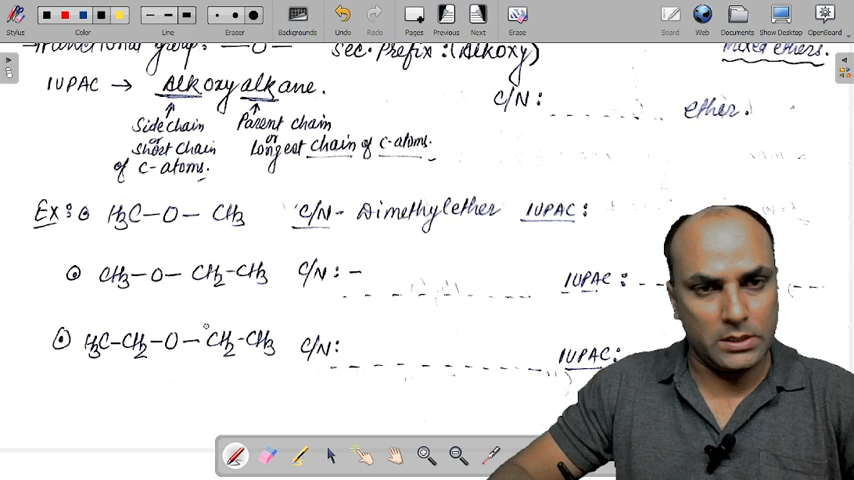 Stylus
Color
Line
Eraser
Backgrounds
Undo
Redo
Pages
Previous
Next
Erase
Board
Web
Documents
Show Desktop
OpenBoard
Functional group: —O— Sec. Prefix: (Alkoxy) Mixed ethers.
IUPAC → Alkoxyalkane. C/N: ether.
Side chain Parent chain
or or
Short chain Longest chain of C-atoms.
of C-atoms.
Ex: H3C—O—CH3 C/N- Dimethylether IUPAC:
CH3—O—CH2-CH3 C/N: - IUPAC:
H3C-CH2-O-CH2-CH3 C/N: IUPAC: